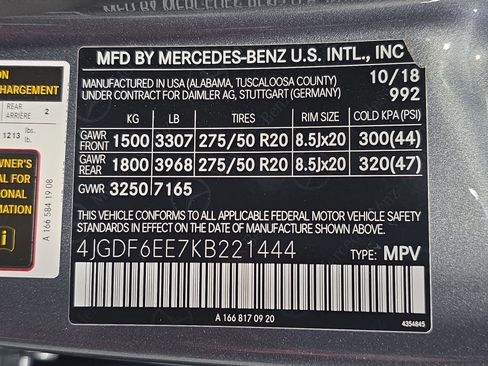 MFD BY MERCEDES-BENZ U.S. INTL., INC
MANUFACTURED IN USA (ALABAMA, TUSCALOOSA COUNTY) 10/18
UNDER CONTRACT FOR DAIMLER AG, STUTTGART (GERMANY) 992
KG LB TIRES RIM SIZE COLD KPA (PSI)
GAWR FRONT 1500 3307 275/50 R20 8.5Jx20 300(44)
GAWR REAR 1800 3968 275/50 R20 8.5Jx20 320(47)
GVWR 3250 7165
THIS VEHICLE CONFORMS TO ALL APPLICABLE FEDERAL MOTOR VEHICLE SAFETY
STANDARDS IN EFFECT ON THE DATE OF MANUFACTURE SHOWN ABOVE.
4JGDF6EE7KB221444 TYPE: MPV
A 166 817 09 20
4354845
ON
CHARGEMENT
REAR 2
ARRIÈRE
1213 lbs.
lb.
WNER'S
AL FOR
IONAL
MATION
i
A 166 584 19 08